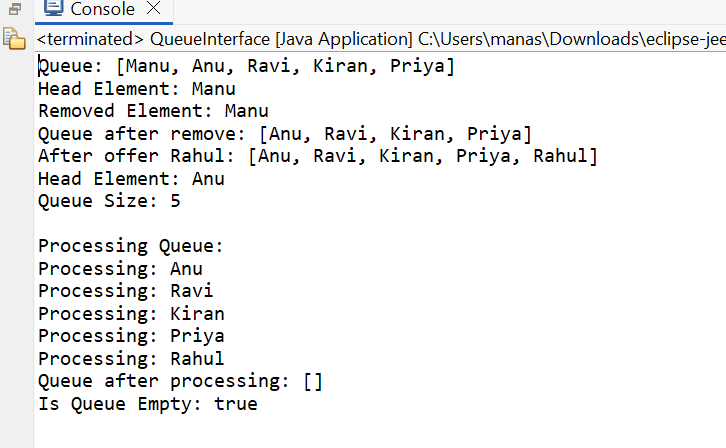 Console
<terminated> QueueInterface [Java Application] C:\Users\manas\Downloads\eclipse-jee
Queue: [Manu, Anu, Ravi, Kiran, Priya]
Head Element: Manu
Removed Element: Manu
Queue after remove: [Anu, Ravi, Kiran, Priya]
After offer Rahul: [Anu, Ravi, Kiran, Priya, Rahul]
Head Element: Anu
Queue Size: 5

Processing Queue:
Processing: Anu
Processing: Ravi
Processing: Kiran
Processing: Priya
Processing: Rahul
Queue after processing: []
Is Queue Empty: true